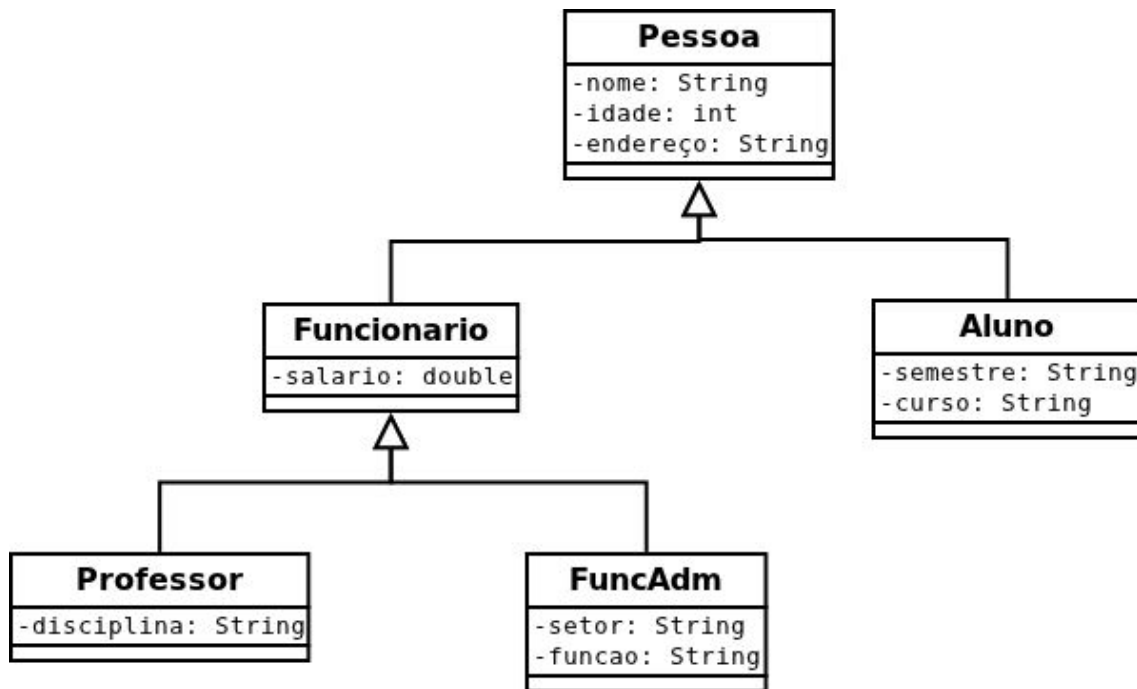 Pessoa
-nome: String
-idade: int
-endereço: String
Funcionario
-salario: double
Aluno
-semestre: String
-curso: String
Professor
-disciplina: String
FuncAdm
-setor: String
-funcao: String